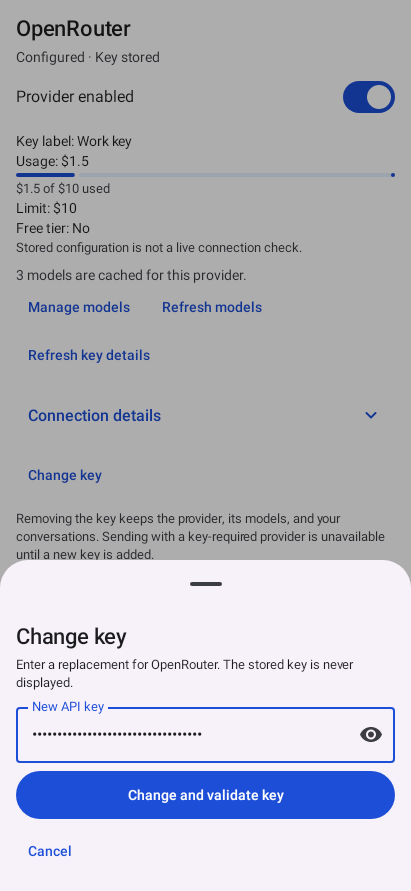 OpenRouter
Configured · Key stored
Provider enabled
Key label: Work key
Usage: $1.5
$1.5 of $10 used
Limit: $10
Free tier: No
Stored configuration is not a live connection check.
3 models are cached for this provider.
Manage models
Refresh models
Refresh key details
Connection details
Change key
Removing the key keeps the provider, its models, and your
conversations. Sending with a key-required provider is unavailable
until a new key is added.
Change key
Enter a replacement for OpenRouter. The stored key is never
displayed.
New API key
••••••••••••••••••••••••••••••••••
Change and validate key
Cancel